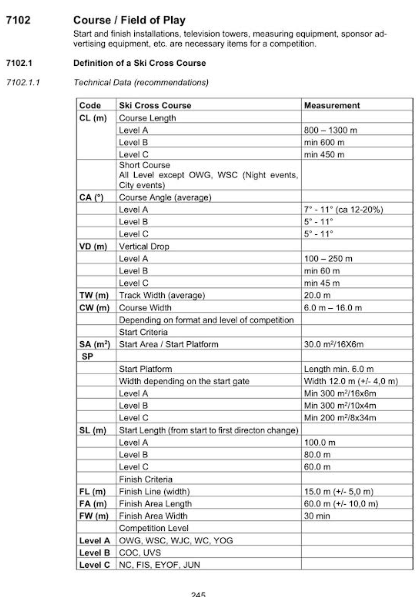 7102 Course / Field of Play
Start and finish installations, television towers, measuring equipment, sponsor ad-
vertising equipment, etc. are necessary items for a competition.
7102.1 Definition of a Ski Cross Course
7102.1.1 Technical Data (recommendations)
Code Ski Cross Course Measurement
CL (m) Course Length
Level A 800 – 1300 m
Level B min 600 m
Level C min 450 m
Short Course
All Level except OWG, WSC (Night events,
City events)
CA (°) Course Angle (average)
Level A 7° - 11° (ca 12-20%)
Level B 5° - 11°
Level C 5° - 11°
VD (m) Vertical Drop
Level A 100 – 250 m
Level B min 60 m
Level C min 45 m
TW (m) Track Width (average) 20.0 m
CW (m) Course Width 6.0 m – 16.0 m
Depending on format and level of competition
Start Criteria
SA (m²) Start Area / Start Platform 30.0 m²/16X6m
SP
Start Platform Length min. 6.0 m
Width depending on the start gate Width 12.0 m (+/- 4,0 m)
Level A Min 300 m²/16x6m
Level B Min 300 m²/10x4m
Level C Min 200 m²/8x34m
SL (m) Start Length (from start to first directon change)
Level A 100.0 m
Level B 80.0 m
Level C 60.0 m
Finish Criteria
FL (m) Finish Line (width) 15.0 m (+/- 5,0 m)
FA (m) Finish Area Length 60.0 m (+/- 10,0 m)
FW (m) Finish Area Width 30 min
Competition Level
Level A OWG, WSC, WJC, WC, YOG
Level B COC, UVS
Level C NC, FIS, EYOF, JUN
245